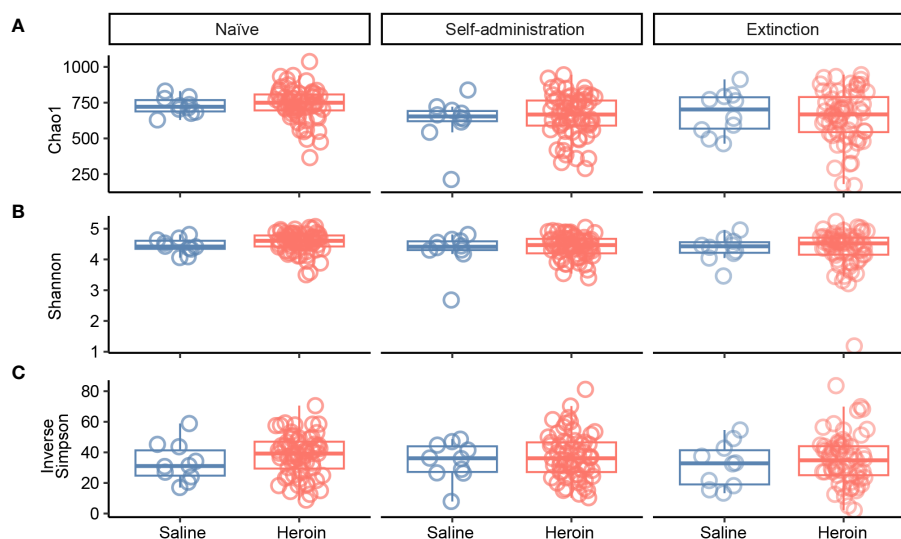 A
Naïve
Self-administration
Extinction
Chao1
1000
750
500
250
B
Shannon
5
4
3
2
1
C
Inverse
Simpson
80
60
40
20
0
Saline
Heroin
Saline
Heroin
Saline
Heroin